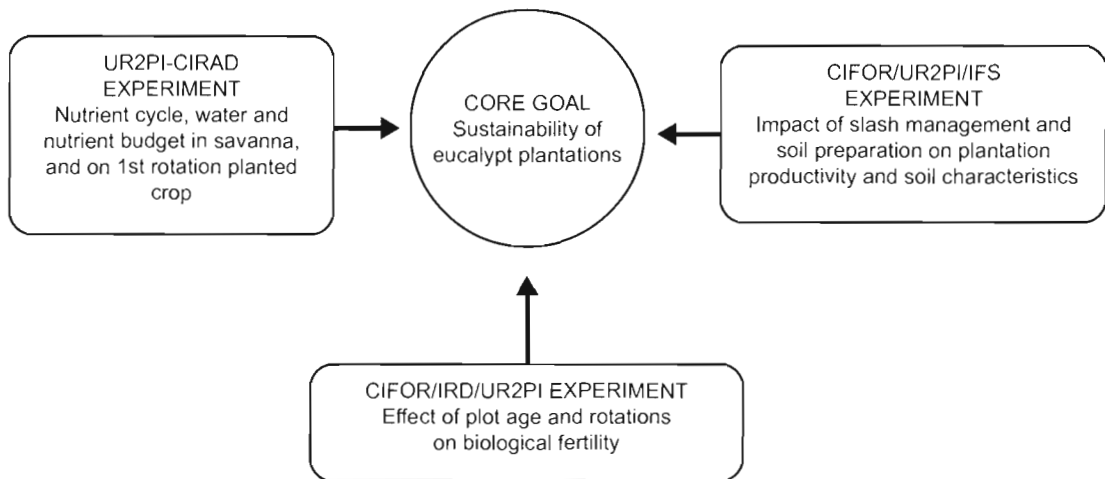 UR2PI-CIRAD
EXPERIMENT
Nutrient cycle, water and
nutrient budget in savanna,
and on 1st rotation planted
crop
CORE GOAL
Sustainability of
eucalypt plantations
CIFOR/UR2PI/IFS
EXPERIMENT
Impact of slash management and
soil preparation on plantation
productivity and soil characteristics
CIFOR/IRD/UR2PI EXPERIMENT
Effect of plot age and rotations
on biological fertility